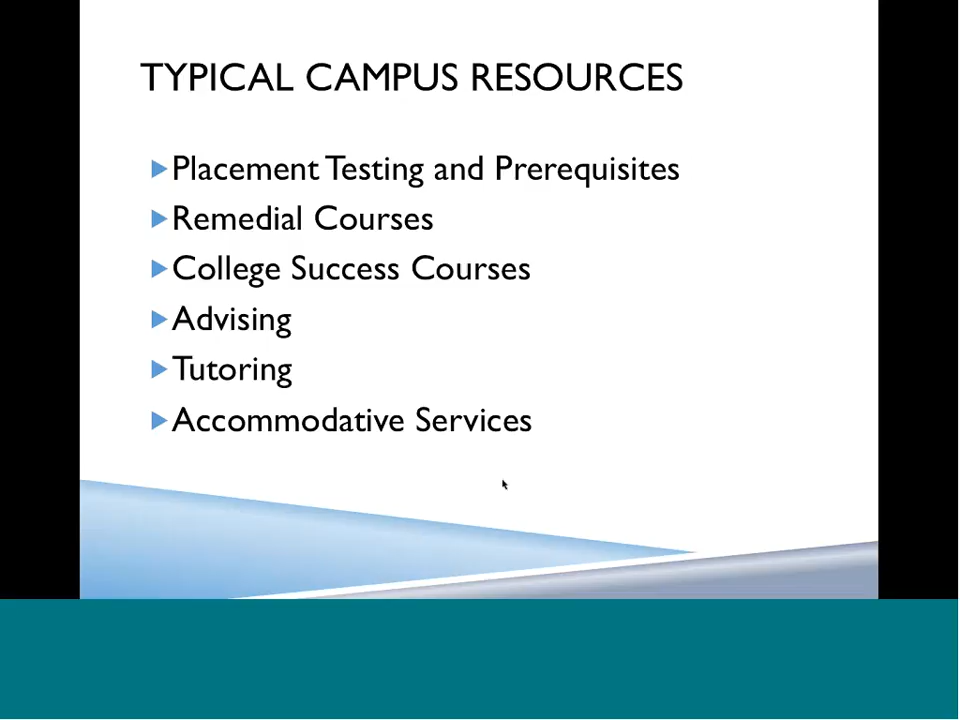 TYPICAL CAMPUS RESOURCES
Placement Testing and Prerequisites
Remedial Courses
College Success Courses
Advising
Tutoring
Accommodative Services